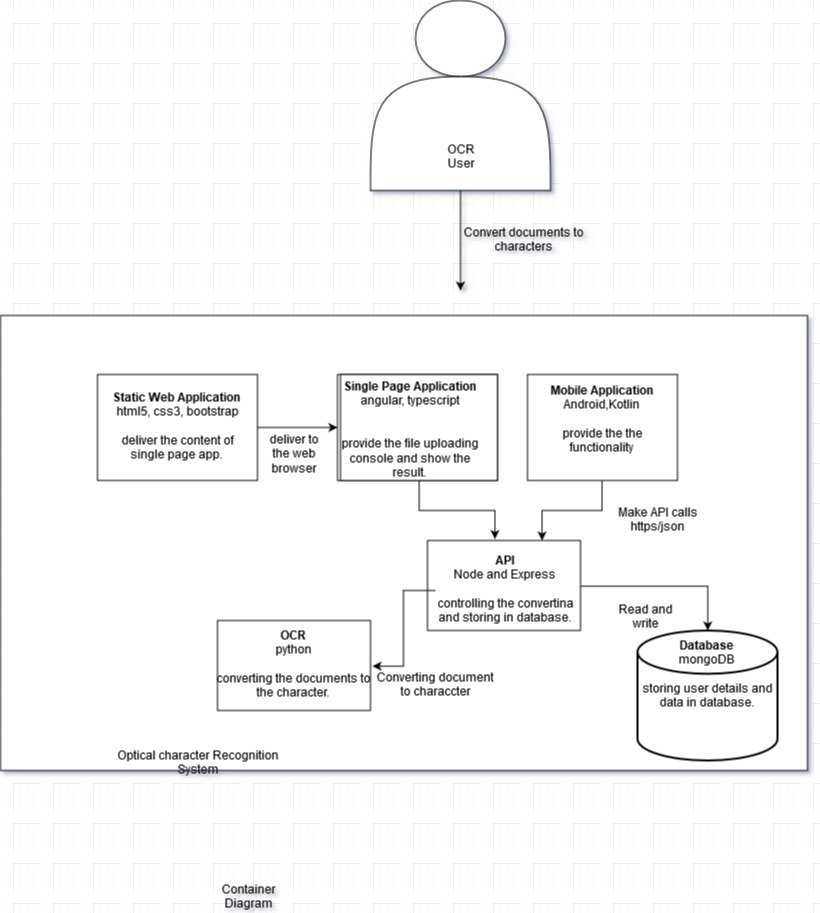 OCR
User
Convert documents to
characters
Static Web Application
html5, css3, bootstrap
deliver the content of
single page app.
deliver to
the web
browser
Single Page Application
angular, typescript
provide the file uploading
console and show the
result.
Mobile Application
Android,Kotlin
provide the the
functionality
Make API calls
https/json
API
Node and Express
controlling the convertina
and storing in database.
Read and
write
OCR
python
converting the documents to
the character.
Converting document
to characcter
Database
mongoDB
storing user details and
data in database.
Optical character Recognition
System
Container
Diagram